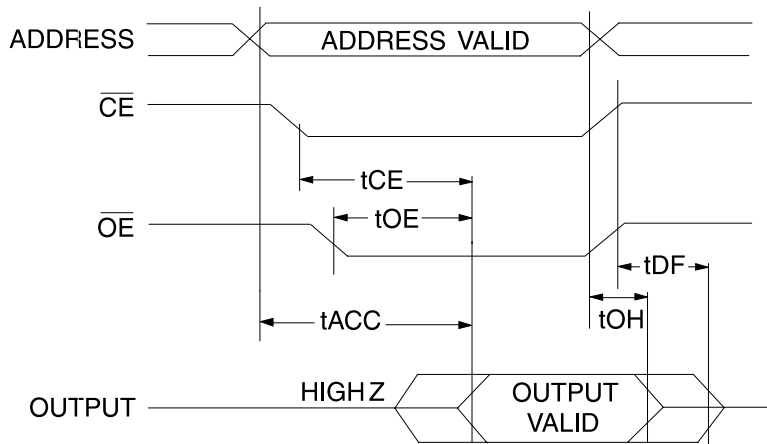 ADDRESS
ADDRESS VALID
CE
tCE
tOE
OE
tDF
tOH
tACC
HIGH Z
OUTPUT
OUTPUT
VALID